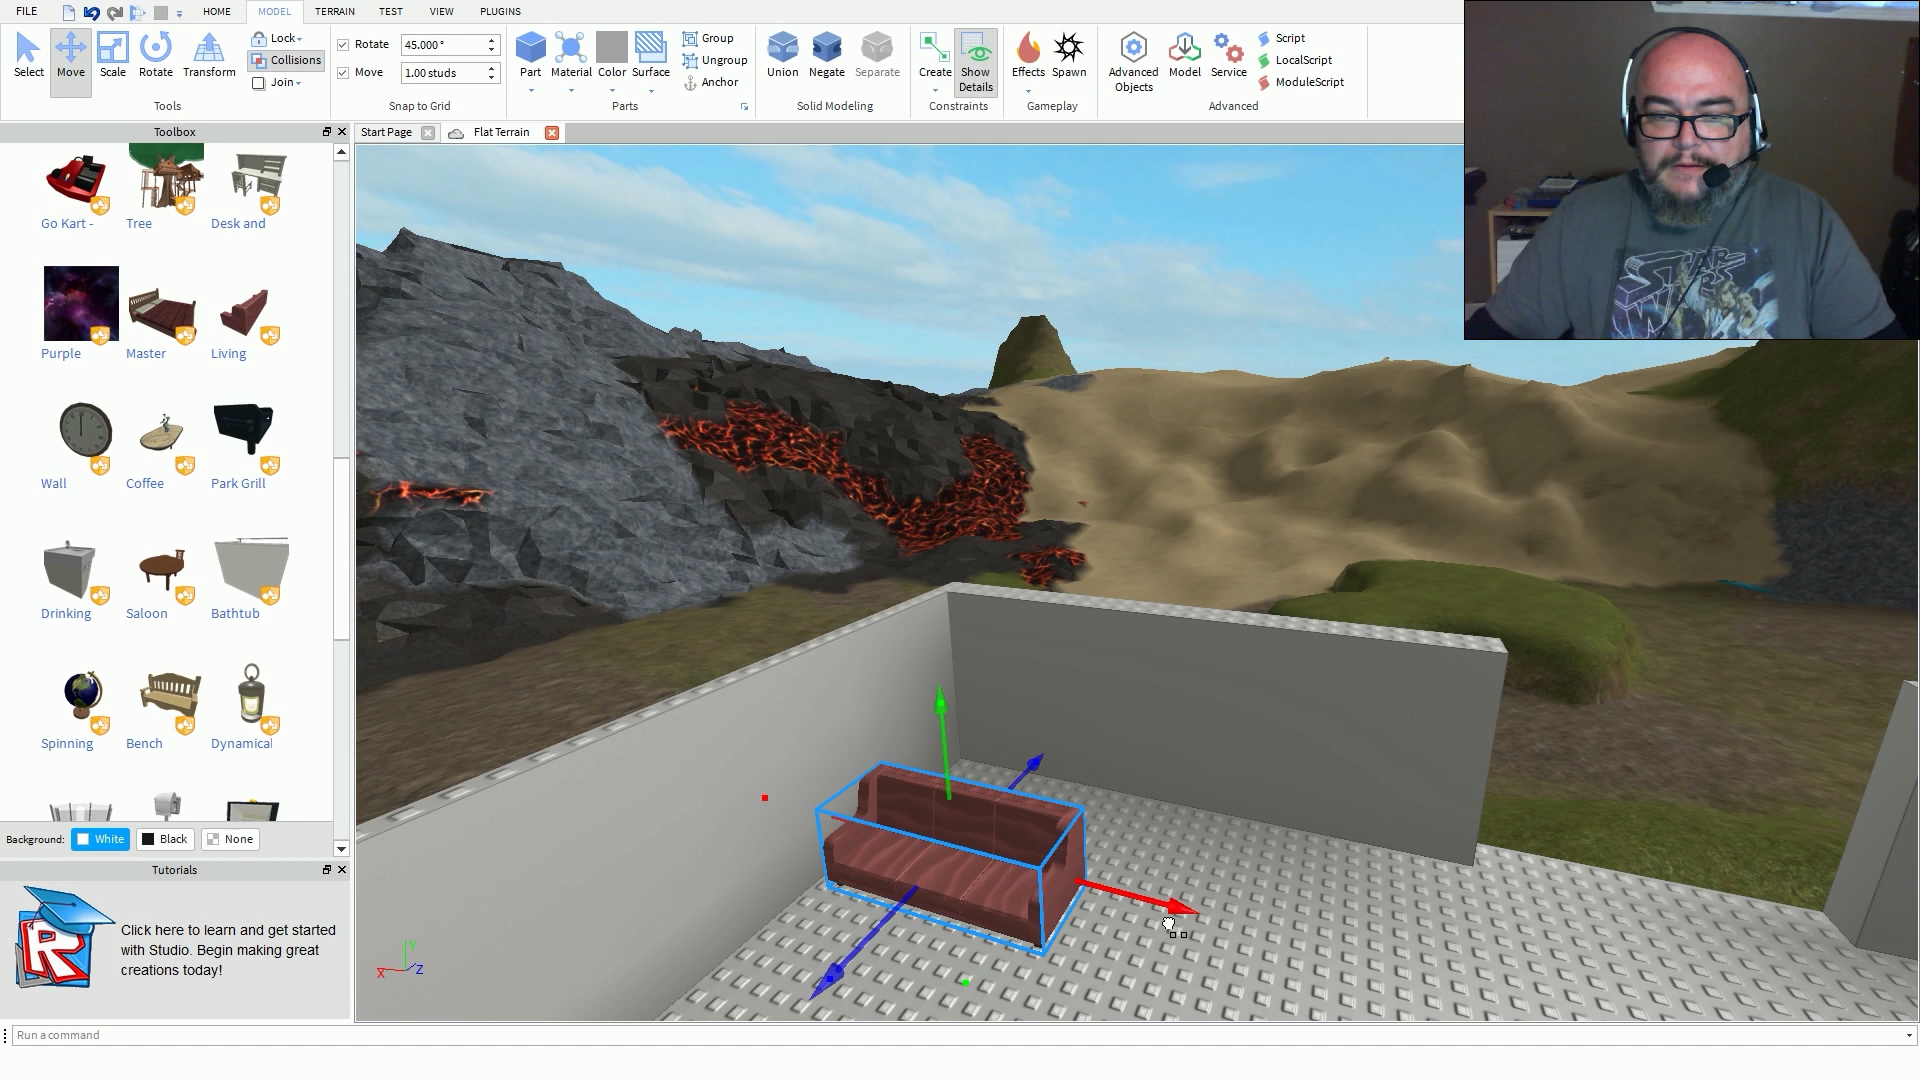 FILE HOME MODEL TERRAIN TEST VIEW PLUGINS
Select Move Scale Rotate Transform
Lock
Collisions
Join
Tools
Rotate 45.000 °
Move 1.00 studs
Snap to Grid
Part Material Color Surface
Group
Ungroup
Anchor
Parts
Union Negate Separate
Solid Modeling
Create Show Details
Constraints
Effects Spawn
Gameplay
Advanced Objects Model Service
Script
LocalScript
ModuleScript
Advanced
Toolbox
Start Page Flat Terrain
Go Kart - Tree Desk and
Purple Master Living
Wall Coffee Park Grill
Drinking Saloon Bathtub
Spinning Bench Dynamical
Background: White Black None
Tutorials
Click here to learn and get started
with Studio. Begin making great
creations today!
R
Y
X Z
STAR
WARS
Run a command